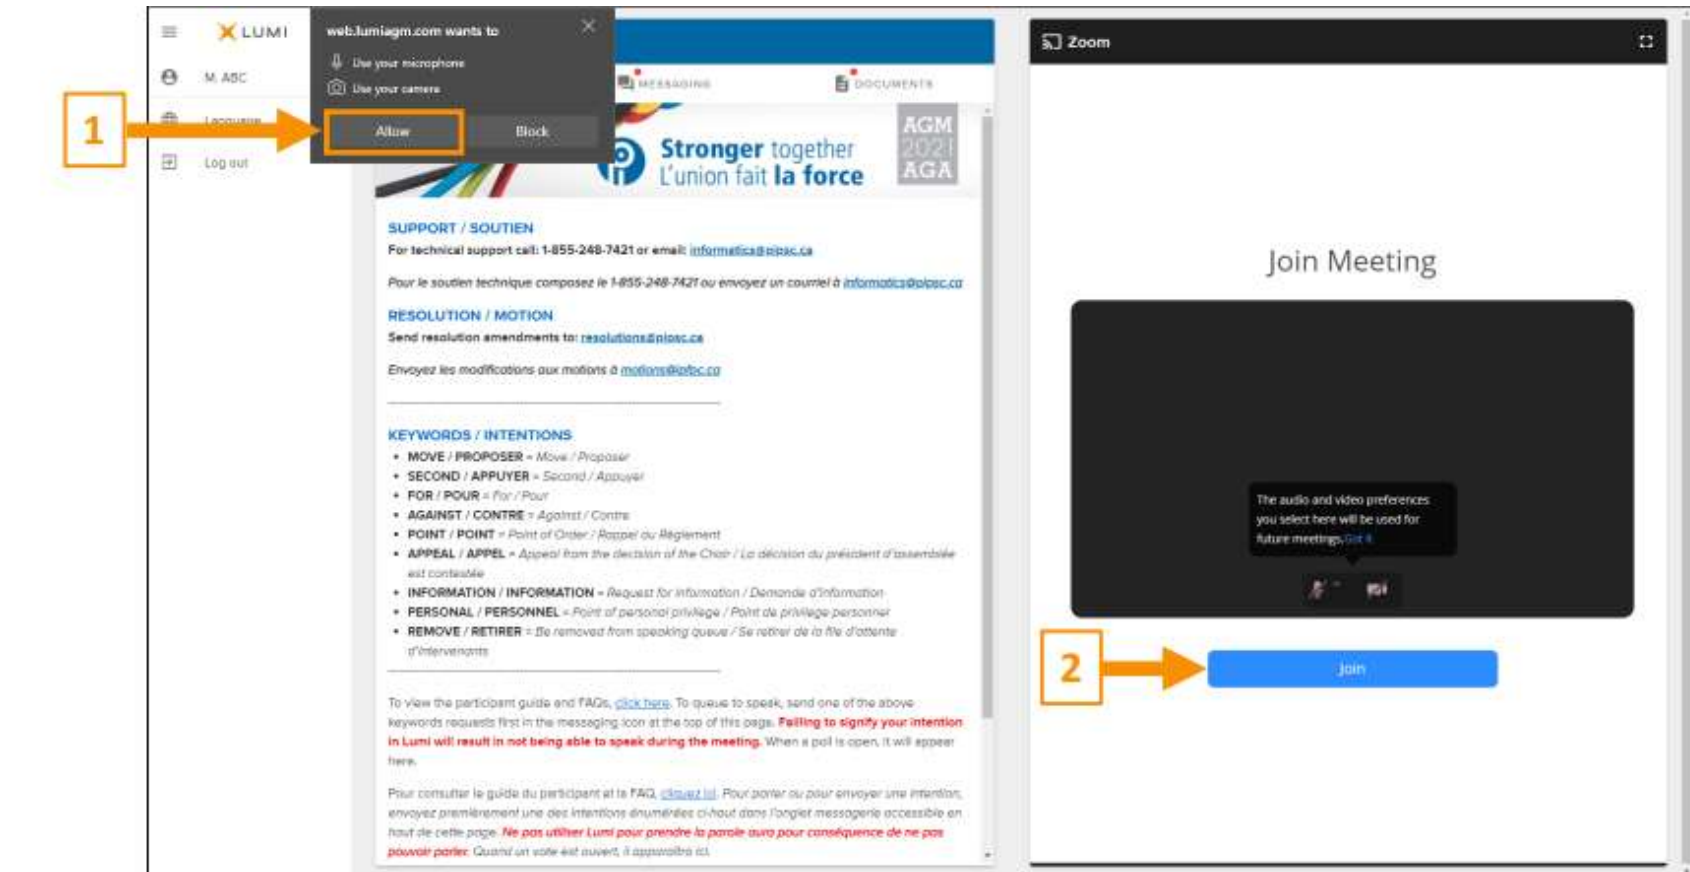 LUMI
M. ABC
Language
Log out
web.lumiagm.com wants to
Use your microphone
Use your camera
Allow
Block
1
MESSAGING
DOCUMENTS
Stronger together
L'union fait la force
AGM
2021
AGA
SUPPORT / SOUTIEN
For technical support call: 1-855-248-7421 or email: informatics@pipsc.ca
Pour le soutien technique composez le 1-855-248-7421 ou envoyez un courriel à informatics@pipsc.ca
RESOLUTION / MOTION
Send resolution amendments to: resolutions@pipsc.ca
Envoyez les modifications aux motions à motions@ipfpc.ca
KEYWORDS / INTENTIONS
• MOVE / PROPOSER = Move / Proposer
• SECOND / APPUYER = Second / Appuyer
• FOR / POUR = For / Pour
• AGAINST / CONTRE = Against / Contre
• POINT / POINT = Point of Order / Rappel au Règlement
• APPEAL / APPEL = Appeal from the decision of the Chair / La décision du président d'assemblée
est contestée
• INFORMATION / INFORMATION = Request for information / Demande d'information
• PERSONAL / PERSONNEL = Point of personal privilege / Point de privilège personnel
• REMOVE / RETIRER = Be removed from speaking queue / Se retirer de la file d'attente
d'intervenants
To view the participant guide and FAQs, click here. To queue to speak, send one of the above
keywords requests first in the messaging icon at the top of this page. Failing to signify your intention
in Lumi will result in not being able to speak during the meeting. When a poll is open, it will appear
here.
Pour consulter le guide du participant et la FAQ, cliquez ici. Pour parler ou pour envoyer une intention,
envoyez premièrement une des intentions énumérées ci-haut dans l'onglet messagerie accessible en
haut de cette page. Ne pas utiliser Lumi pour prendre la parole aura pour conséquence de ne pas
pouvoir parler. Quand un vote est ouvert, il apparaîtra ici.
Zoom
Join Meeting
The audio and video preferences
you select here will be used for
future meetings. Got it
2
Join